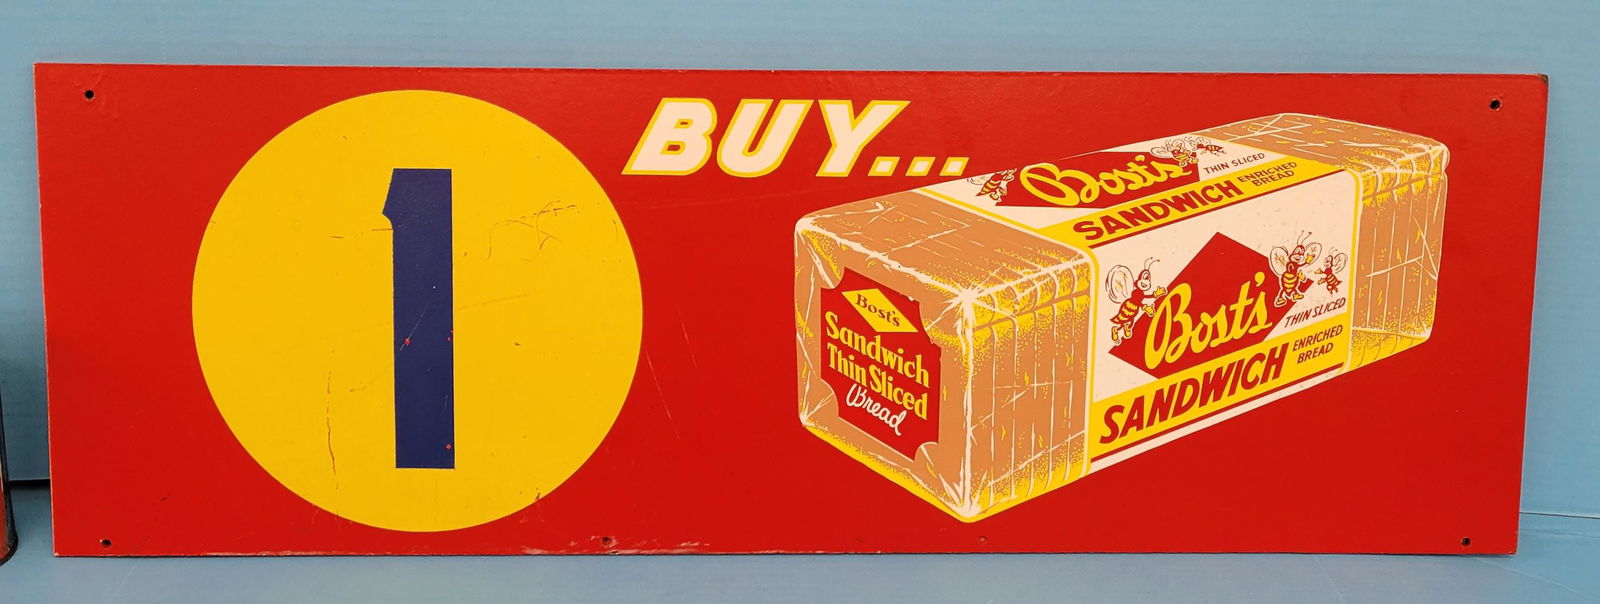 1
BUY...
Bost's
THIN SLICED
SANDWICH
ENRICHED
BREAD
Bost's
THIN SLICED
SANDWICH
ENRICHED
BREAD
Bost's
Sandwich
Thin Sliced
Bread